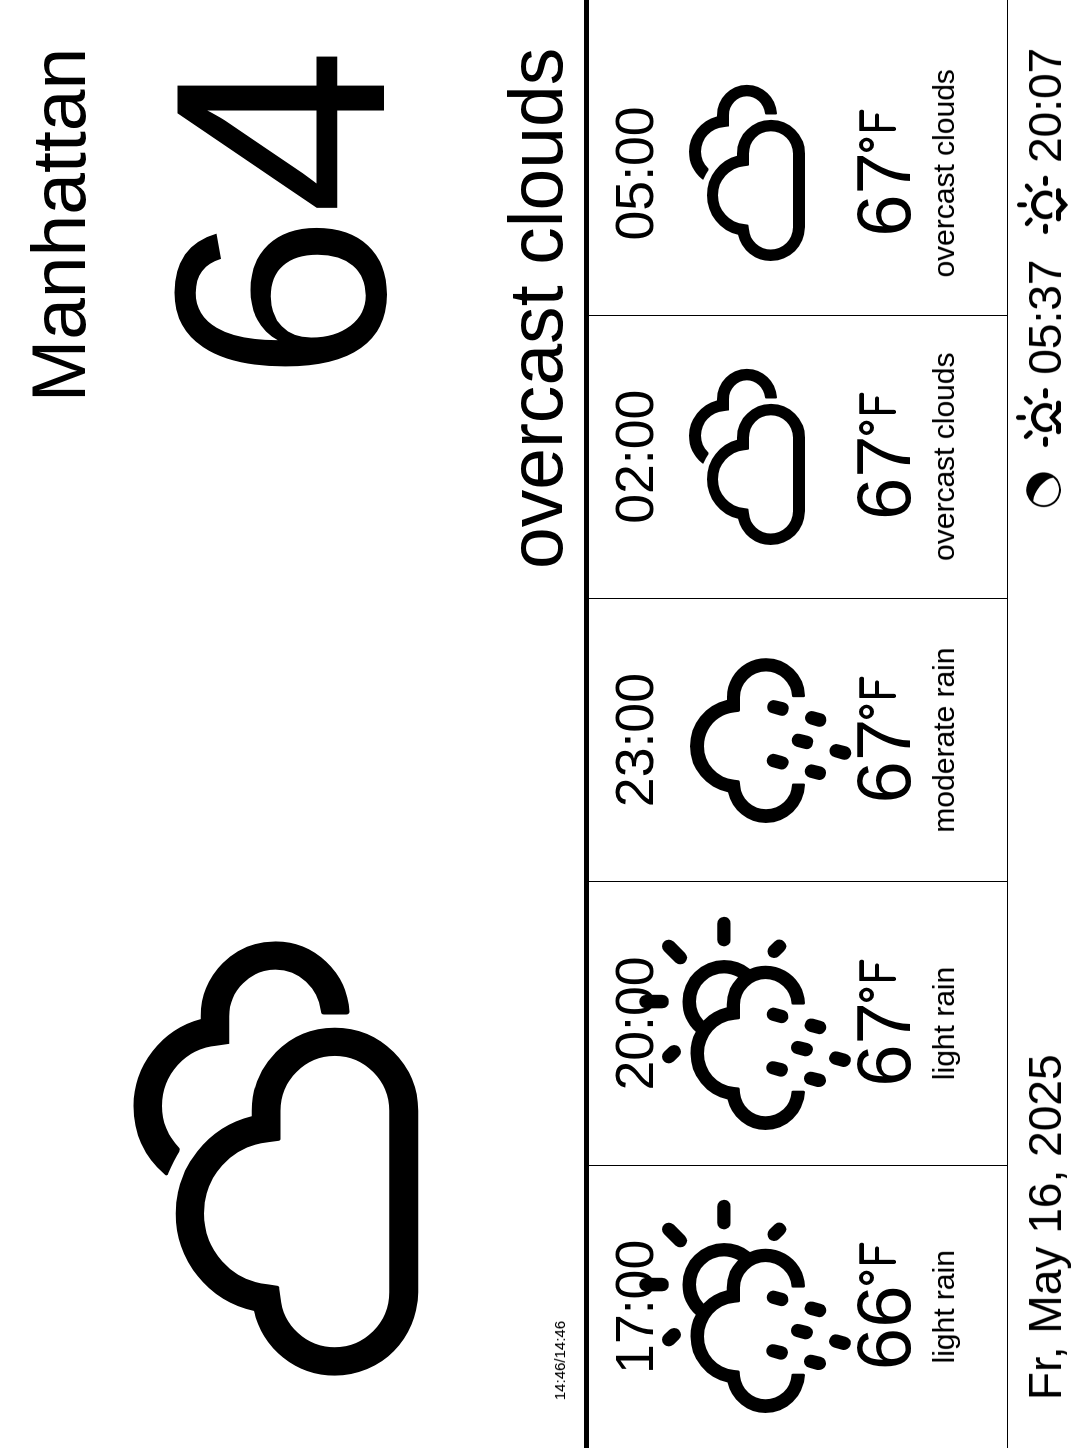 Manhattan
64
overcast clouds
14:46/14:46
17:00 20:00 23:00 02:00 05:00
66°F 67°F 67°F 67°F 67°F
light rain light rain moderate rain overcast clouds overcast clouds
Fr, May 16, 2025 05:37 20:07